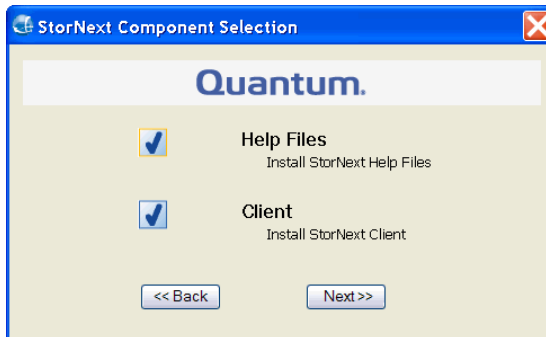 StorNext Component Selection
Quantum.
Help Files
Install StorNext Help Files
Client
Install StorNext Client
<< Back
Next >>